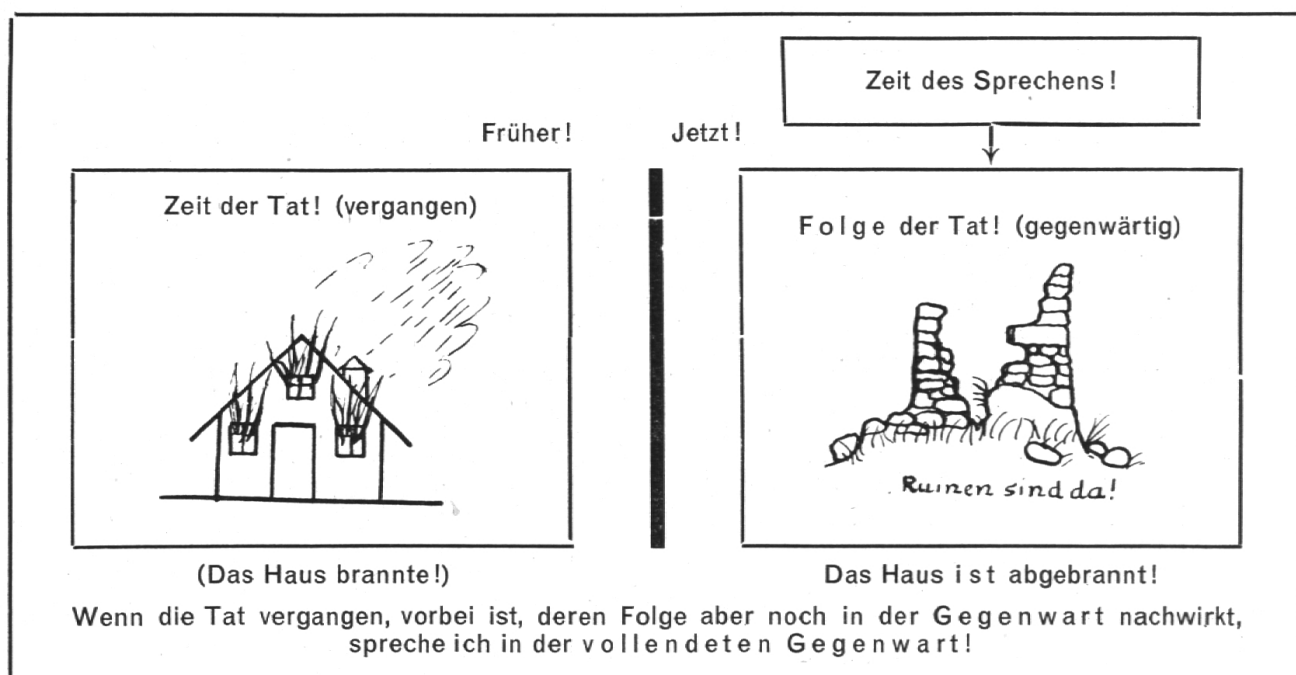 Zeit des Sprechens!
Früher!
Jetzt!
Zeit der Tat! (vergangen)
Folge der Tat! (gegenwärtig)
Ruinen sind da!
(Das Haus brannte!)
Das Haus ist abgebrannt!
Wenn die Tat vergangen, vorbei ist, deren Folge aber noch in der Gegenwart nachwirkt,
spreche ich in der vollendeten Gegenwart!